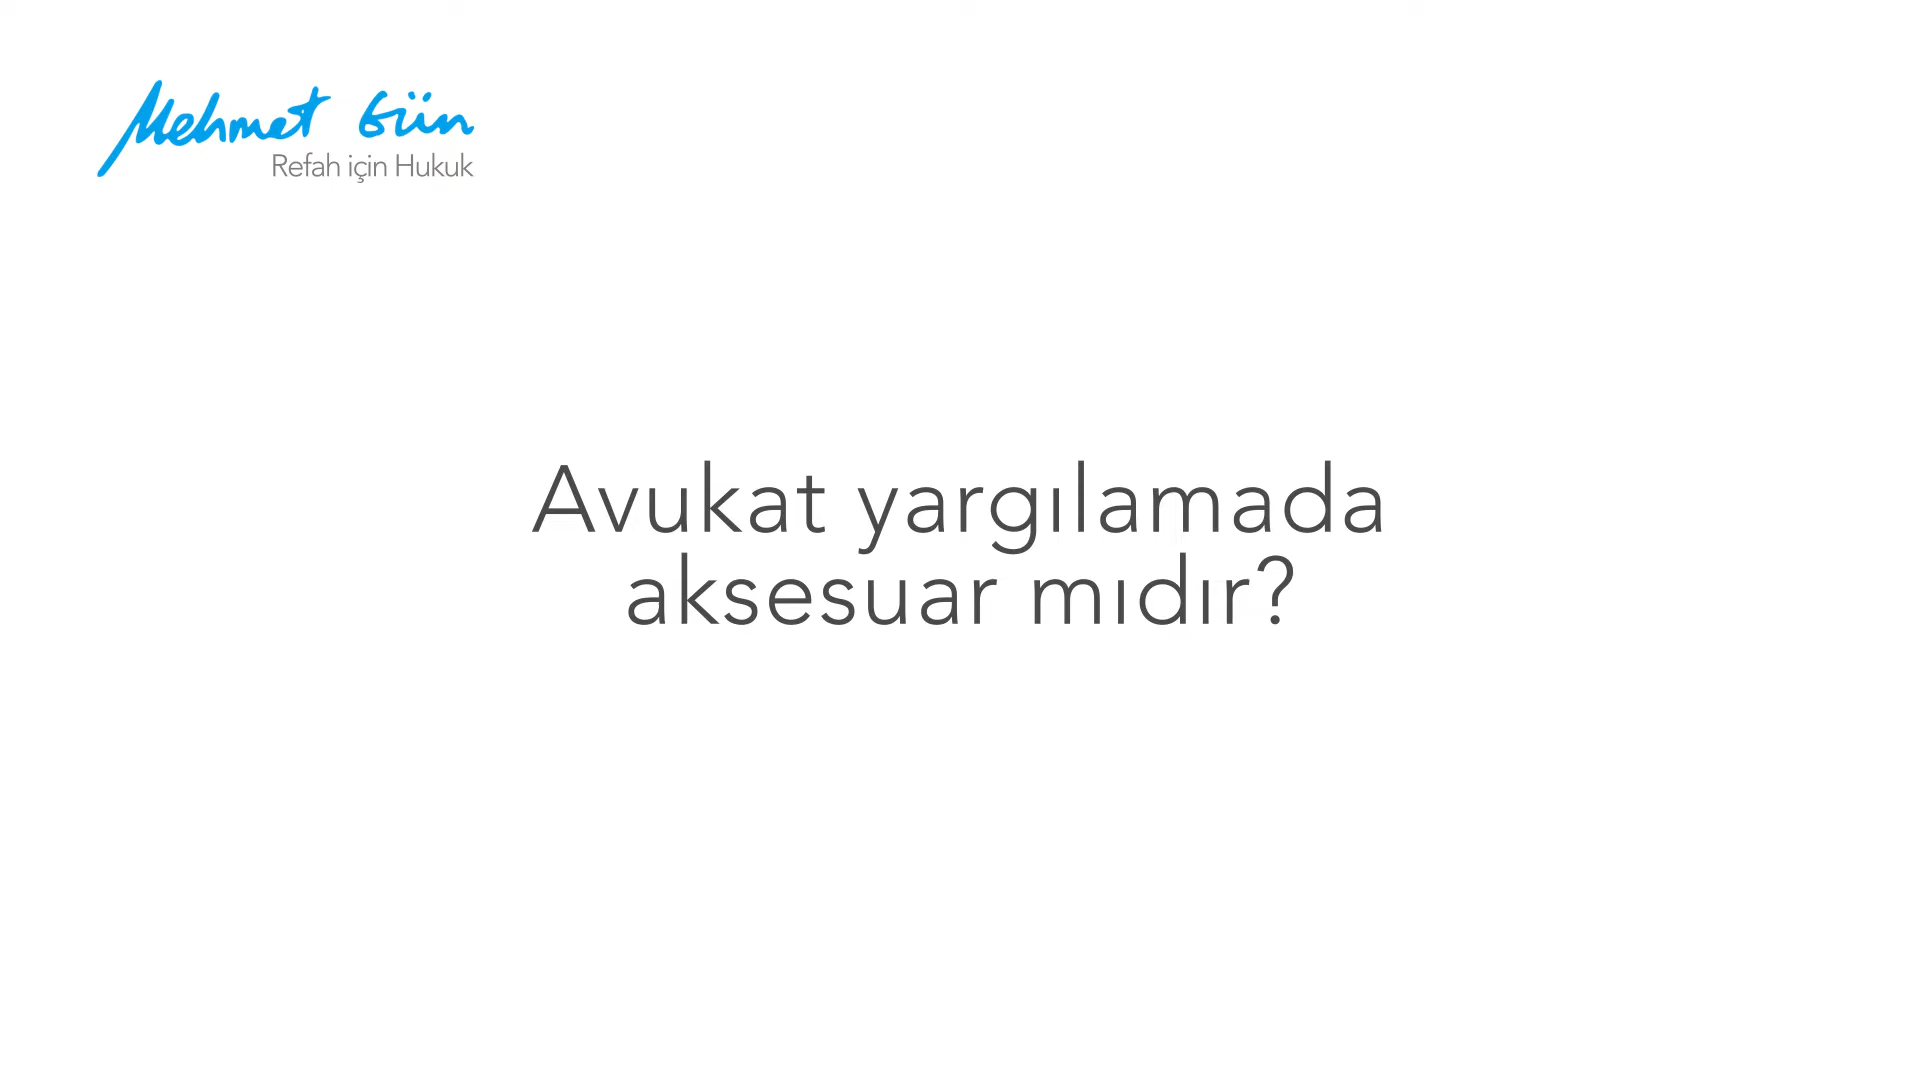 Mehmet Gün
Refah için Hukuk
Avukat yargılamada
aksesuar mıdır?